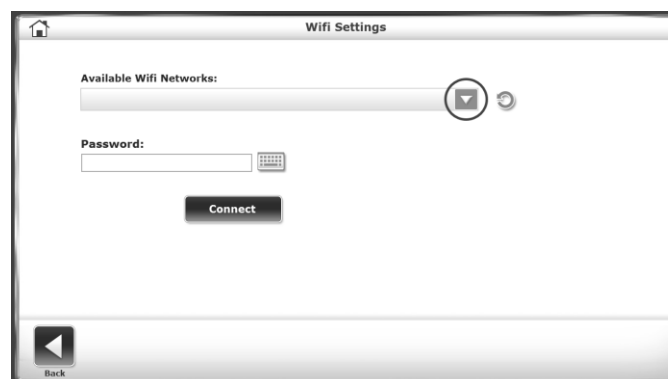 Wifi Settings
Available Wifi Networks:
Password:
Connect
Back